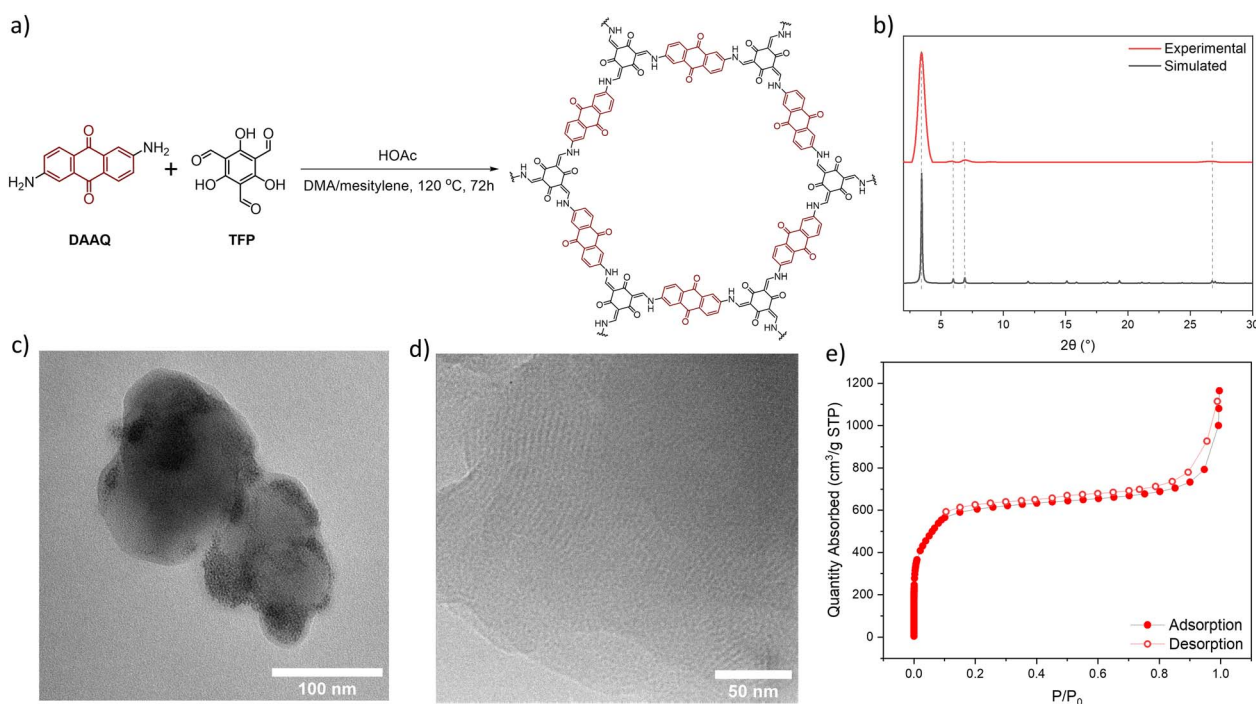 a)
O
NH₂
H₂N
O
DAAQ
+
OH
O
O
HO
OH
O
TFP
HOAc
DMA/mesitylene, 120 °C, 72h
b)
Experimental
Simulated
5
10
15
20
25
30
2θ (°)
c)
100 nm
d)
50 nm
e)
Quantity Absorbed (cm³/g STP)
1200
1000
800
600
400
200
0
Adsorption
Desorption
0.0
0.2
0.4
0.6
0.8
1.0
P/P₀